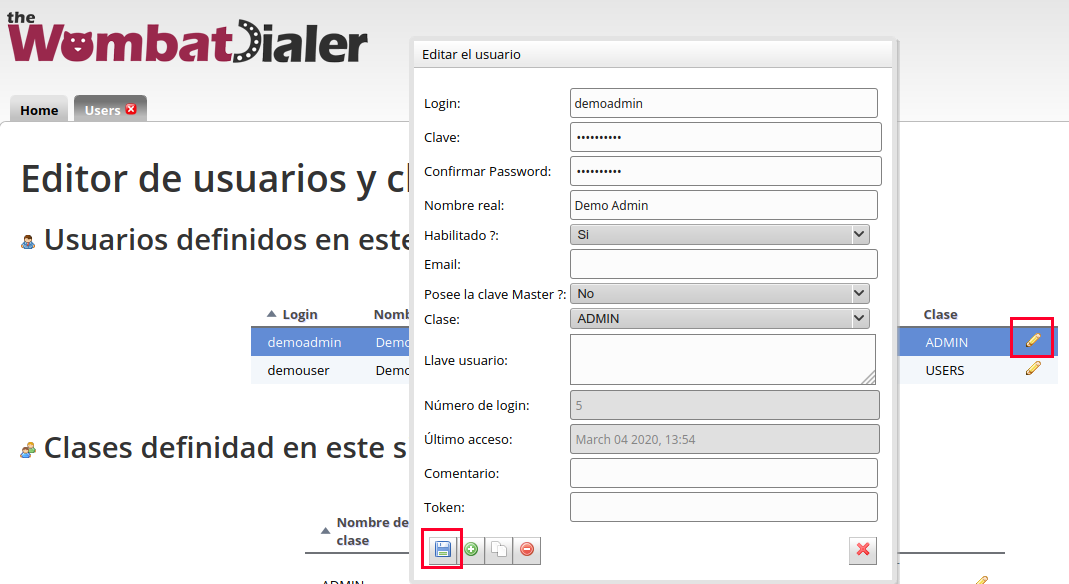 the
WombatDialer
Home
Users
Editor de usuarios y cl
Usuarios definidos en este
Login Nomb Clase
demoadmin Demo ADMIN
demouser Demo USERS
Clases definidad en este s
Nombre de
clase
ADMIN
Editar el usuario
Login: demoadmin
Clave: ••••••••••
Confirmar Password: ••••••••••
Nombre real: Demo Admin
Habilitado ?: Si
Email:
Posee la clave Master ?: No
Clase: ADMIN
Llave usuario:
Número de login: 5
Último acceso: March 04 2020, 13:54
Comentario:
Token: